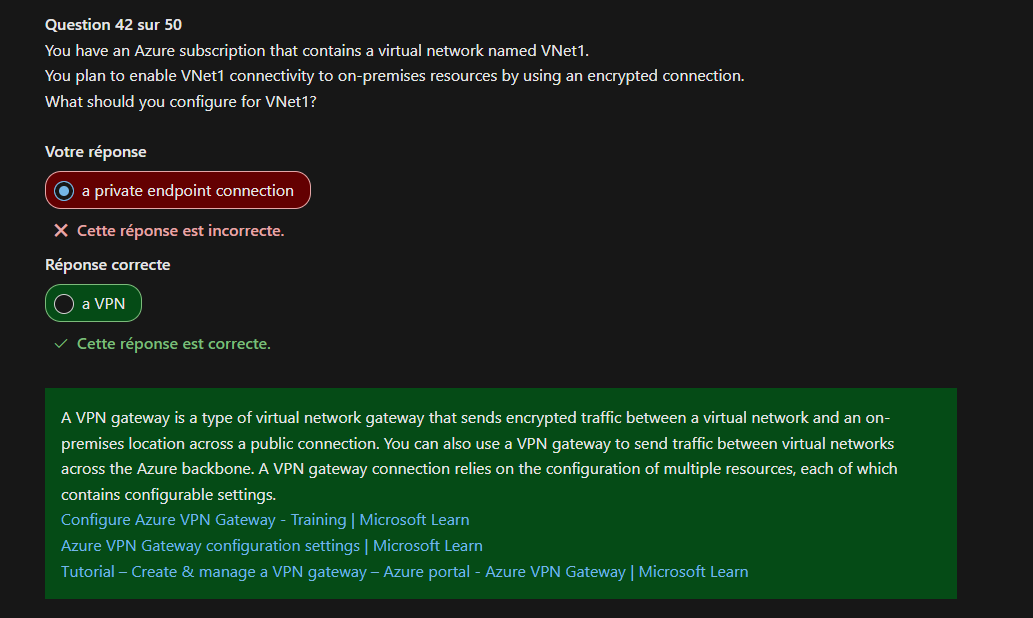 Question 42 sur 50
You have an Azure subscription that contains a virtual network named VNet1.
You plan to enable VNet1 connectivity to on-premises resources by using an encrypted connection.
What should you configure for VNet1?
Votre réponse
a private endpoint connection
Cette réponse est incorrecte.
Réponse correcte
a VPN
Cette réponse est correcte.
A VPN gateway is a type of virtual network gateway that sends encrypted traffic between a virtual network and an on-
premises location across a public connection. You can also use a VPN gateway to send traffic between virtual networks
across the Azure backbone. A VPN gateway connection relies on the configuration of multiple resources, each of which
contains configurable settings.
Configure Azure VPN Gateway - Training | Microsoft Learn
Azure VPN Gateway configuration settings | Microsoft Learn
Tutorial – Create & manage a VPN gateway – Azure portal - Azure VPN Gateway | Microsoft Learn